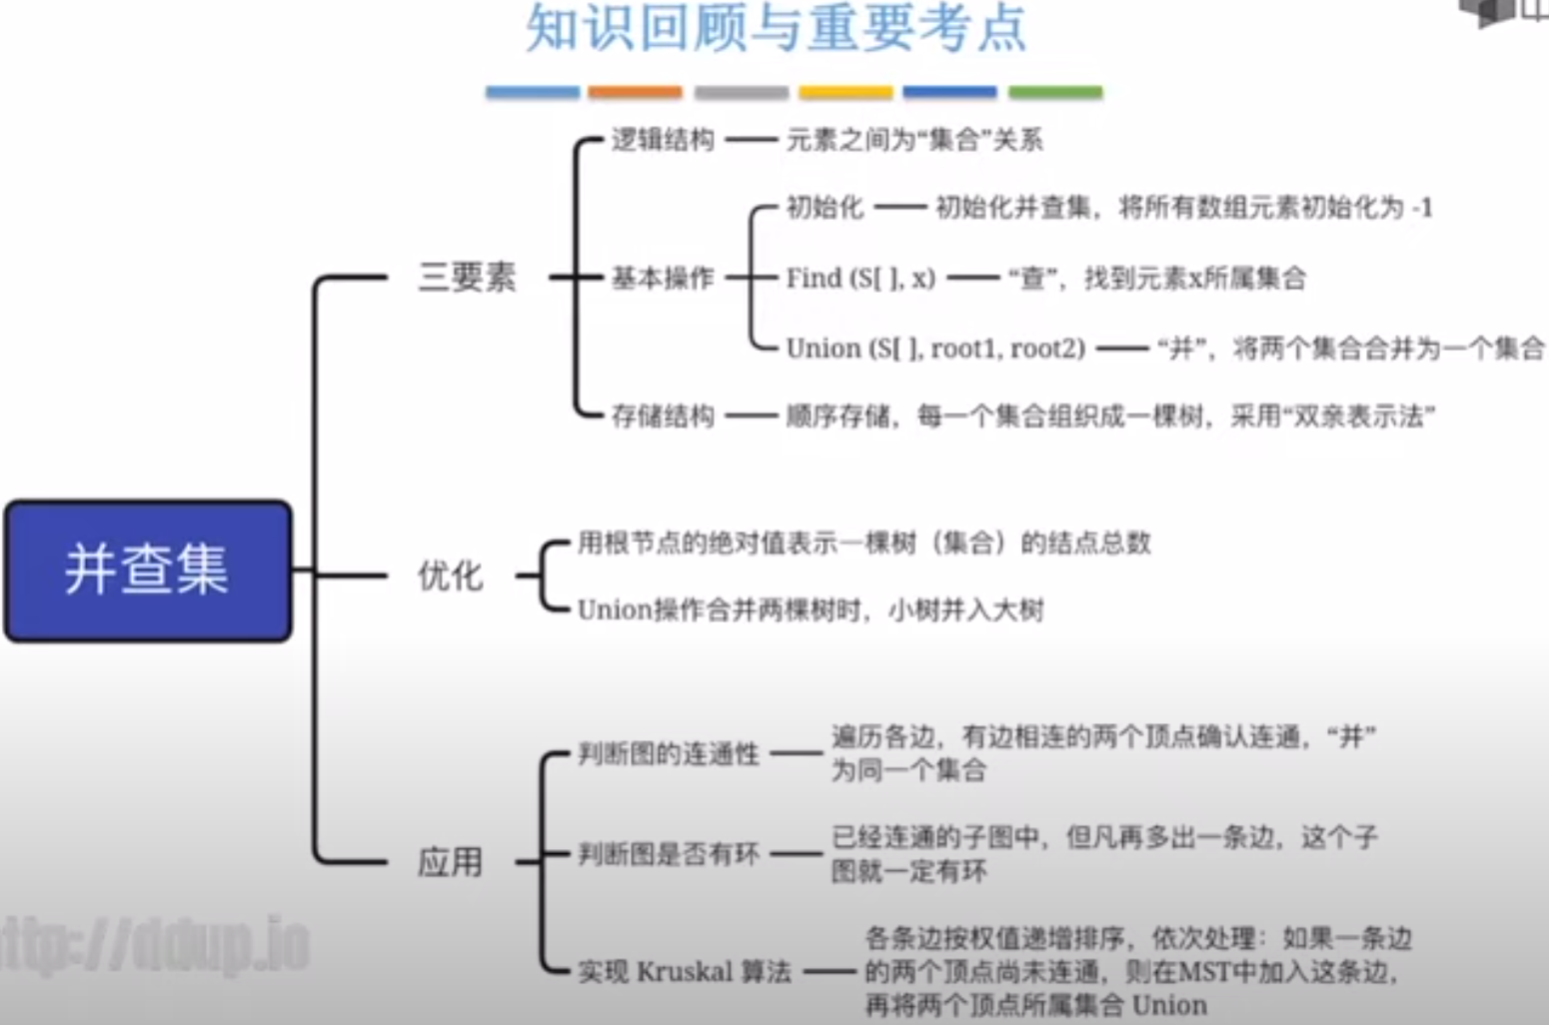 知识回顾与重要考点
逻辑结构
元素之间为“集合”关系
初始化
初始化并查集，将所有数组元素初始化为 -1
三要素
基本操作
Find (S[ ], x)
“查”，找到元素x所属集合
Union (S[ ], root1, root2)
“并”，将两个集合合并为一个集合
存储结构
顺序存储，每一个集合组织成一棵树，采用“双亲表示法”
并查集
优化
用根节点的绝对值表示一棵树（集合）的结点总数
Union操作合并两棵树时，小树并入大树
应用
判断图的连通性
遍历各边，有边相连的两个顶点确认连通，“并”
为同一个集合
判断图是否有环
已经连通的子图中，但凡再多出一条边，这个子
图就一定有环
实现 Kruskal 算法
各条边按权值递增排序，依次处理：如果一条边
的两个顶点尚未连通，则在MST中加入这条边，
再将两个顶点所属集合 Union
http://ddup.io